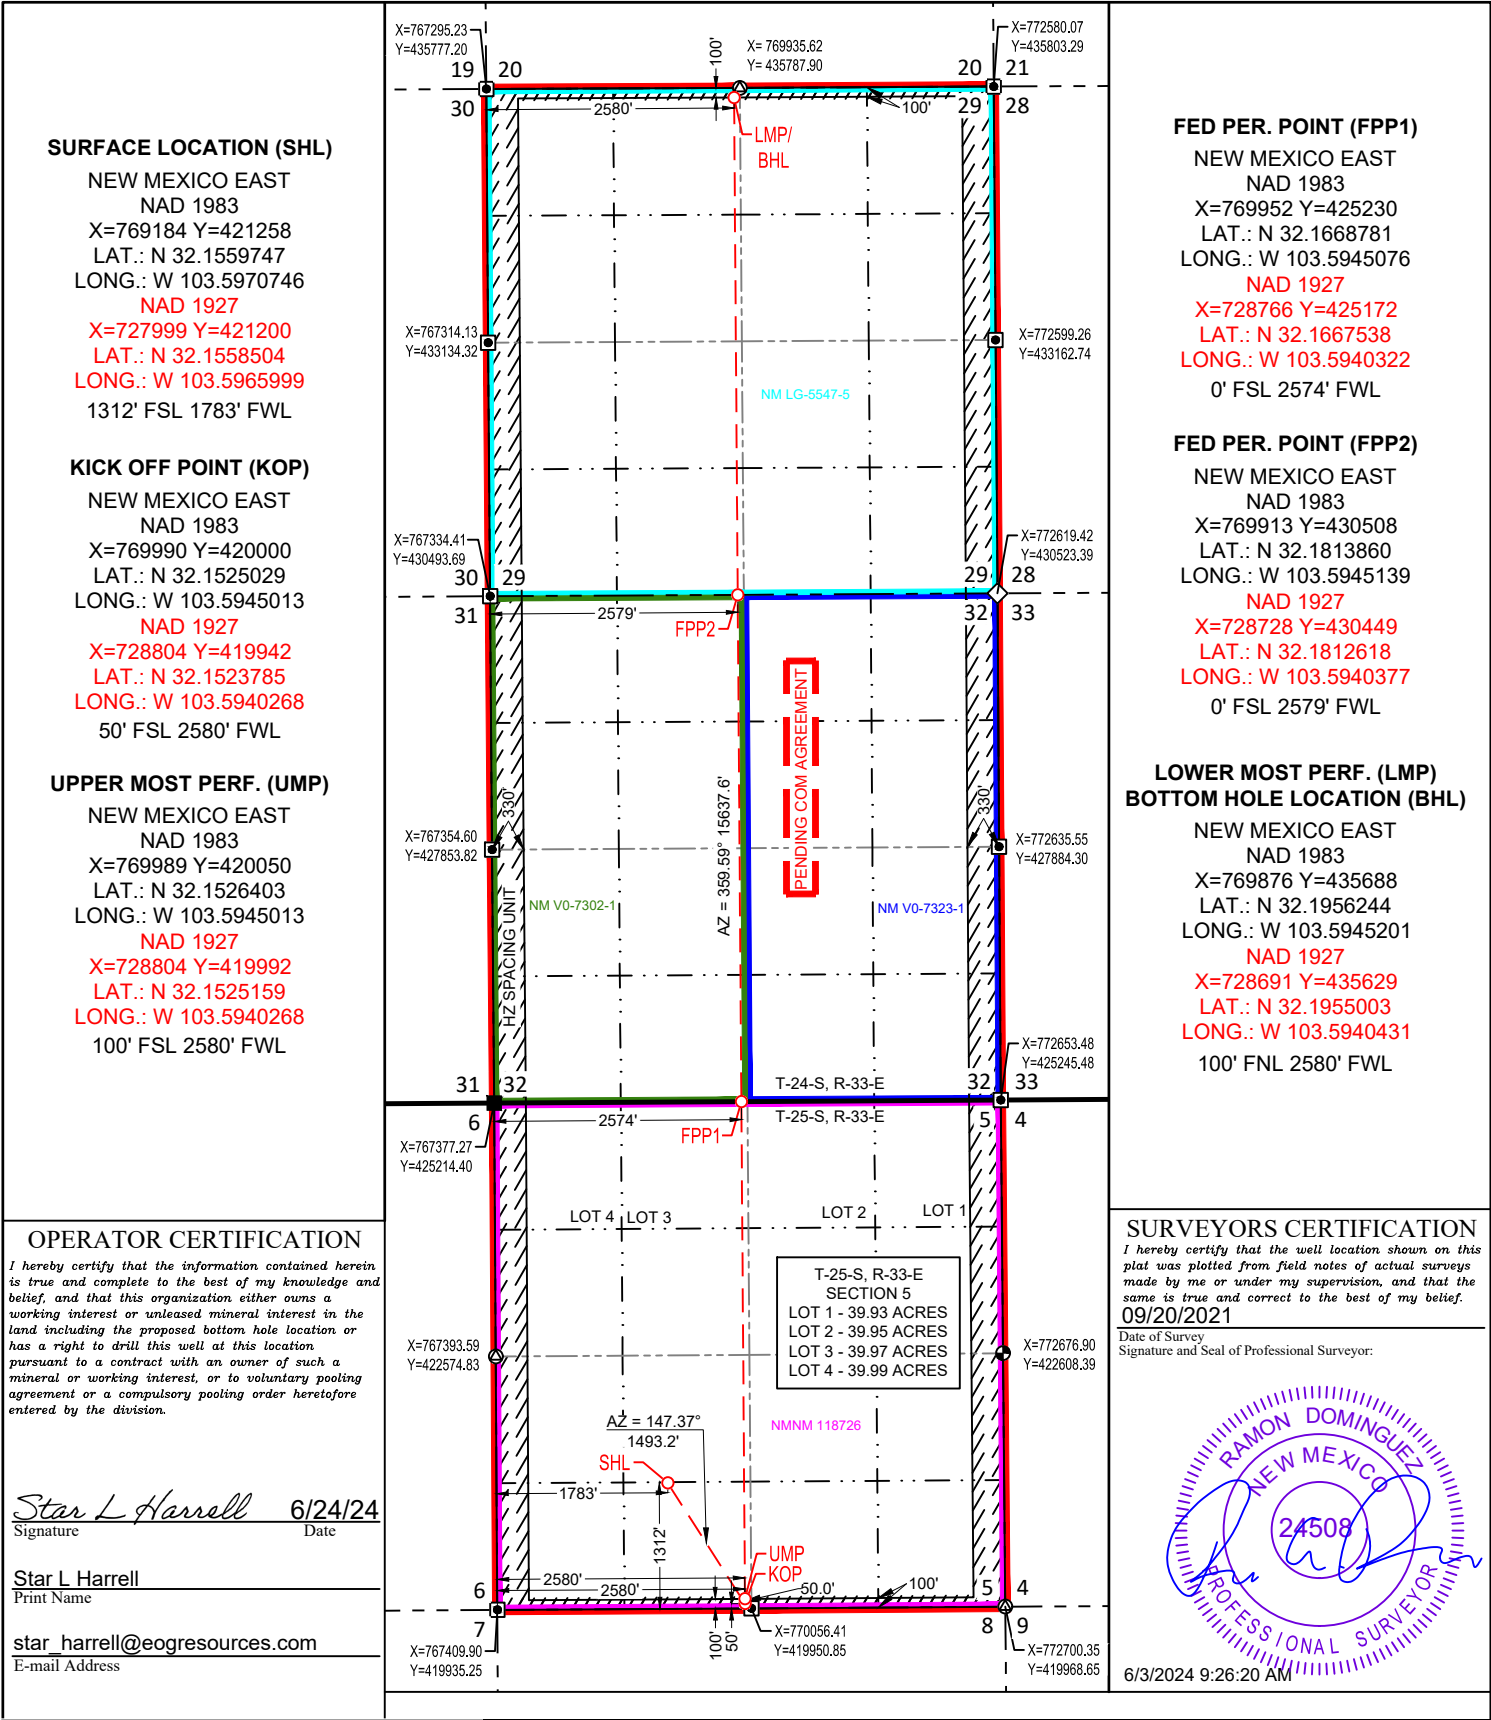 SURFACE LOCATION (SHL)
NEW MEXICO EAST
NAD 1983
X=769184 Y=421258
LAT.: N 32.1559747
LONG.: W 103.5970746
NAD 1927
X=727999 Y=421200
LAT.: N 32.1558504
LONG.: W 103.5965999
1312' FSL 1783' FWL
KICK OFF POINT (KOP)
NEW MEXICO EAST
NAD 1983
X=769990 Y=420000
LAT.: N 32.1525029
LONG.: W 103.5945013
NAD 1927
X=728804 Y=419942
LAT.: N 32.1523785
LONG.: W 103.5940268
50' FSL 2580' FWL
UPPER MOST PERF. (UMP)
NEW MEXICO EAST
NAD 1983
X=769989 Y=420050
LAT.: N 32.1526403
LONG.: W 103.5945013
NAD 1927
X=728804 Y=419992
LAT.: N 32.1525159
LONG.: W 103.5940268
100' FSL 2580' FWL
OPERATOR CERTIFICATION
I hereby certify that the information contained herein
is true and complete to the best of my knowledge and
belief, and that this organization either owns a
working interest or unleased mineral interest in the
land including the proposed bottom hole location or
has a right to drill this well at this location
pursuant to a contract with an owner of such a
mineral or working interest, or to voluntary pooling
agreement or a compulsory pooling order heretofore
entered by the division.
Star L Harrell 6/24/24
Signature Date
Star L Harrell
Print Name
star_harrell@eogresources.com
E-mail Address
X=767295.23
Y=435777.20
100'
X= 769935.62
Y= 435787.90
X=772580.07
Y=435803.29
19 20
20 21
30
29 28
2580'
100'
LMP/
BHL
X=767314.13
Y=433134.32
X=772599.26
Y=433162.74
NM LG-5547-5
X=767334.41
Y=430493.69
X=772619.42
Y=430523.39
30 29
29 28
31
32 33
2579'
FPP2
PENDING COM AGREEMENT
AZ = 359.59° 15637.6'
330'
330'
X=767354.60
Y=427853.82
X=772635.55
Y=427884.30
HZ SPACING UNIT
NM V0-7302-1
NM V0-7323-1
X=772653.48
Y=425245.48
31 32
T-24-S, R-33-E
32 33
6
2574'
T-25-S, R-33-E
5 4
FPP1
X=767377.27
Y=425214.40
LOT 4 LOT 3
LOT 2
LOT 1
T-25-S, R-33-E
SECTION 5
LOT 1 - 39.93 ACRES
LOT 2 - 39.95 ACRES
LOT 3 - 39.97 ACRES
LOT 4 - 39.99 ACRES
X=767393.59
Y=422574.83
X=772676.90
Y=422608.39
AZ = 147.37°
1493.2'
NMNM 118726
SHL
1783'
1312'
UMP
KOP
2580'
2580'
50.0'
100'
6
5 4
7
8 9
100'
50'
X=767409.90
Y=419935.25
X=770056.41
Y=419950.85
X=772700.35
Y=419968.65
FED PER. POINT (FPP1)
NEW MEXICO EAST
NAD 1983
X=769952 Y=425230
LAT.: N 32.1668781
LONG.: W 103.5945076
NAD 1927
X=728766 Y=425172
LAT.: N 32.1667538
LONG.: W 103.5940322
0' FSL 2574' FWL
FED PER. POINT (FPP2)
NEW MEXICO EAST
NAD 1983
X=769913 Y=430508
LAT.: N 32.1813860
LONG.: W 103.5945139
NAD 1927
X=728728 Y=430449
LAT.: N 32.1812618
LONG.: W 103.5940377
0' FSL 2579' FWL
LOWER MOST PERF. (LMP)
BOTTOM HOLE LOCATION (BHL)
NEW MEXICO EAST
NAD 1983
X=769876 Y=435688
LAT.: N 32.1956244
LONG.: W 103.5945201
NAD 1927
X=728691 Y=435629
LAT.: N 32.1955003
LONG.: W 103.5940431
100' FNL 2580' FWL
SURVEYORS CERTIFICATION
I hereby certify that the well location shown on this
plat was plotted from field notes of actual surveys
made by me or under my supervision, and that the
same is true and correct to the best of my belief.
09/20/2021
Date of Survey
Signature and Seal of Professional Surveyor:
RAMON DOMINGUEZ
NEW MEXICO
24508
PROFESSIONAL SURVEYOR
6/3/2024 9:26:20 AM